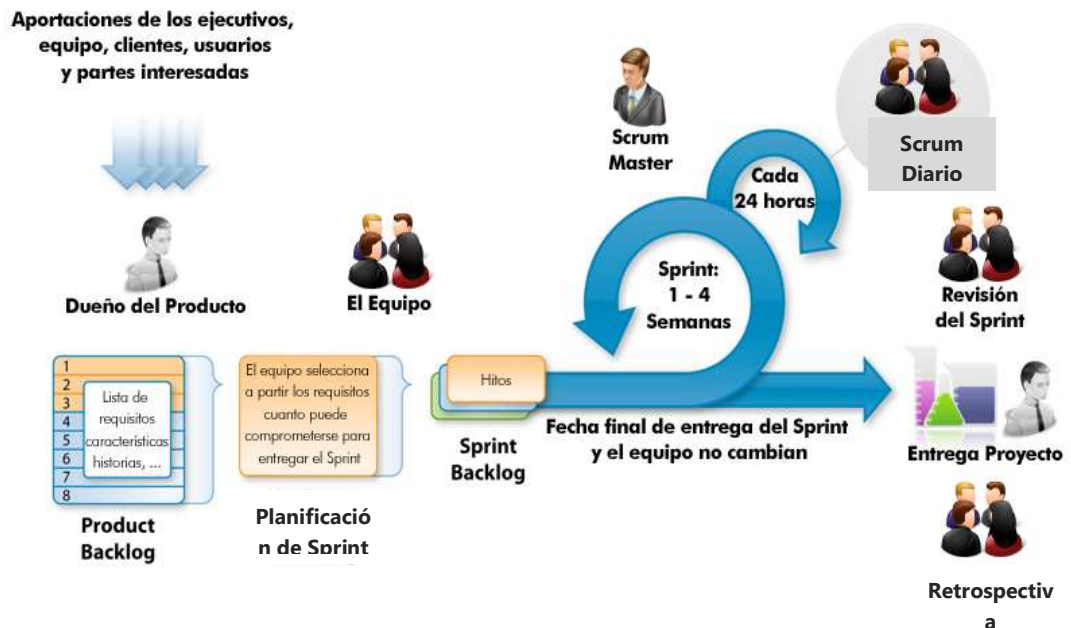 Aportaciones de los ejecutivos,
equipo, clientes, usuarios
y partes interesadas
Dueño del Producto
El Equipo
Scrum
Master
Cada
24 horas
Scrum
Diario
Sprint:
1 - 4
Semanas
Revisión
del Sprint
1
2
3
4
5
6
7
8
Lista de
requisitos
características
historias, ...
Product
Backlog
El equipo selecciona
a partir los requisitos
cuanto puede
comprometerse para
entregar el Sprint
Planificació
n de Sprint
Hitos
Sprint
Backlog
Fecha final de entrega del Sprint
y el equipo no cambian
Entrega Proyecto
Retrospectiv
a